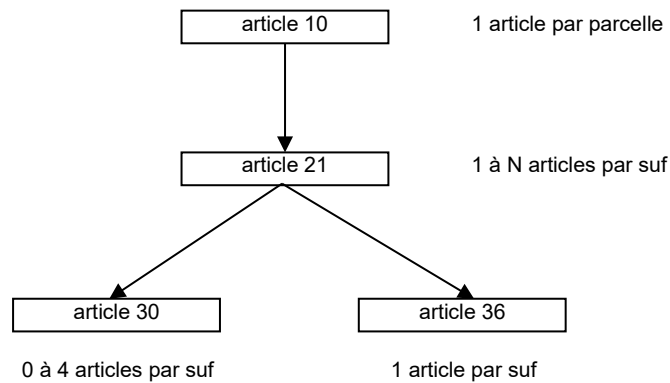 article 10
1 article par parcelle
article 21
1 à N articles par suf
article 30
article 36
0 à 4 articles par suf
1 article par suf